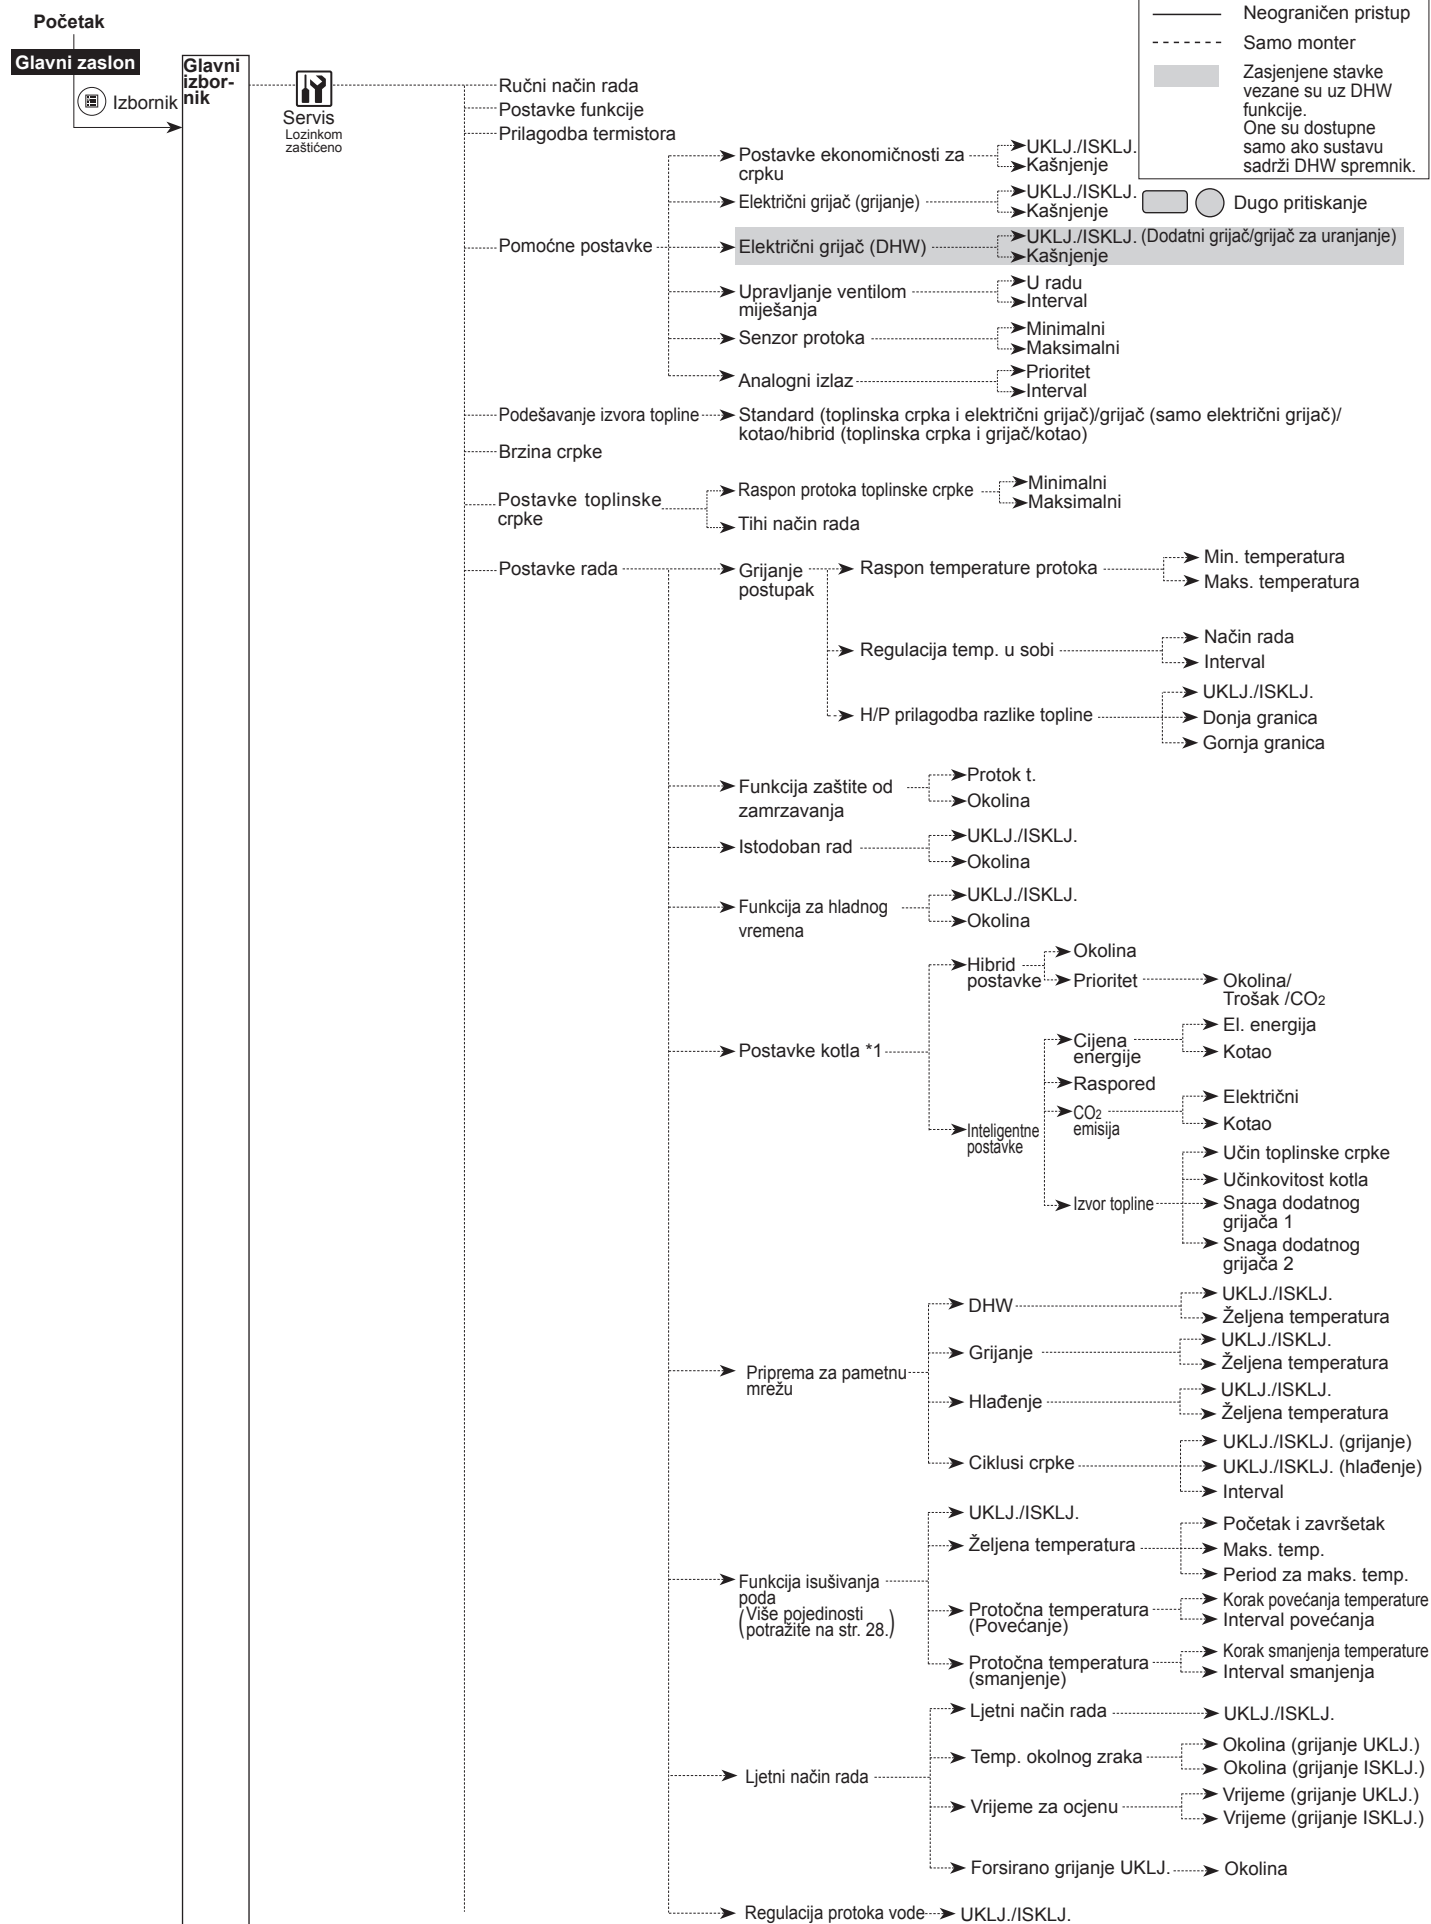 Početak
Glavni zaslon
Izbornik
Glavni
izbor-
nik
Servis
Lozinkom
zaštićeno
Neograničen pristup
Samo monter
Zasjenjene stavke
vezane su uz DHW
funkcije.
One su dostupne
samo ako sustavu
sadrži DHW spremnik.
Dugo pritiskanje
Ručni način rada
Postavke funkcije
Prilagodba termistora
Pomoćne postavke
Postavke ekonomičnosti za
crpku
UKLJ./ISKLJ.
Kašnjenje
Električni grijač (grijanje)
UKLJ./ISKLJ.
Kašnjenje
Električni grijač (DHW)
UKLJ./ISKLJ. (Dodatni grijač/grijač za uranjanje)
Kašnjenje
Upravljanje ventilom
miješanja
U radu
Interval
Senzor protoka
Minimalni
Maksimalni
Analogni izlaz
Prioritet
Interval
Podešavanje izvora topline
Standard (toplinska crpka i električni grijač)/grijač (samo električni grijač)/
kotao/hibrid (toplinska crpka i grijač/kotao)
Brzina crpke
Postavke toplinske
crpke
Raspon protoka toplinske crpke
Minimalni
Maksimalni
Tihi način rada
Postavke rada
Grijanje
postupak
Raspon temperature protoka
Min. temperatura
Maks. temperatura
Regulacija temp. u sobi
Način rada
Interval
H/P prilagodba razlike topline
UKLJ./ISKLJ.
Donja granica
Gornja granica
Funkcija zaštite od
zamrzavanja
Protok t.
Okolina
Istodoban rad
UKLJ./ISKLJ.
Okolina
Funkcija za hladnog
vremena
UKLJ./ISKLJ.
Okolina
Postavke kotla *1
Hibrid
postavke
Okolina
Prioritet
Okolina/
Trošak /CO2
Inteligentne
postavke
Cijena
energije
El. energija
Kotao
Raspored
CO2
emisija
Električni
Kotao
Izvor topline
Učin toplinske crpke
Učinkovitost kotla
Snaga dodatnog
grijača 1
Snaga dodatnog
grijača 2
Priprema za pametnu
mrežu
DHW
UKLJ./ISKLJ.
Željena temperatura
Grijanje
UKLJ./ISKLJ.
Željena temperatura
Hlađenje
UKLJ./ISKLJ.
Željena temperatura
Ciklusi crpke
UKLJ./ISKLJ. (grijanje)
UKLJ./ISKLJ. (hlađenje)
Interval
Funkcija isušivanja
poda
(Više pojedinosti
potražite na str. 28.)
UKLJ./ISKLJ.
Željena temperatura
Početak i završetak
Maks. temp.
Period za maks. temp.
Protočna temperatura
(Povećanje)
Korak povećanja temperature
Interval povećanja
Protočna temperatura
(smanjenje)
Korak smanjenja temperature
Interval smanjenja
Ljetni način rada
Ljetni način rada
UKLJ./ISKLJ.
Temp. okolnog zraka
Okolina (grijanje UKLJ.)
Okolina (grijanje ISKLJ.)
Vrijeme za ocjenu
Vrijeme (grijanje UKLJ.)
Vrijeme (grijanje ISKLJ.)
Forsirano grijanje UKLJ.
Okolina
Regulacija protoka vode
UKLJ./ISKLJ.